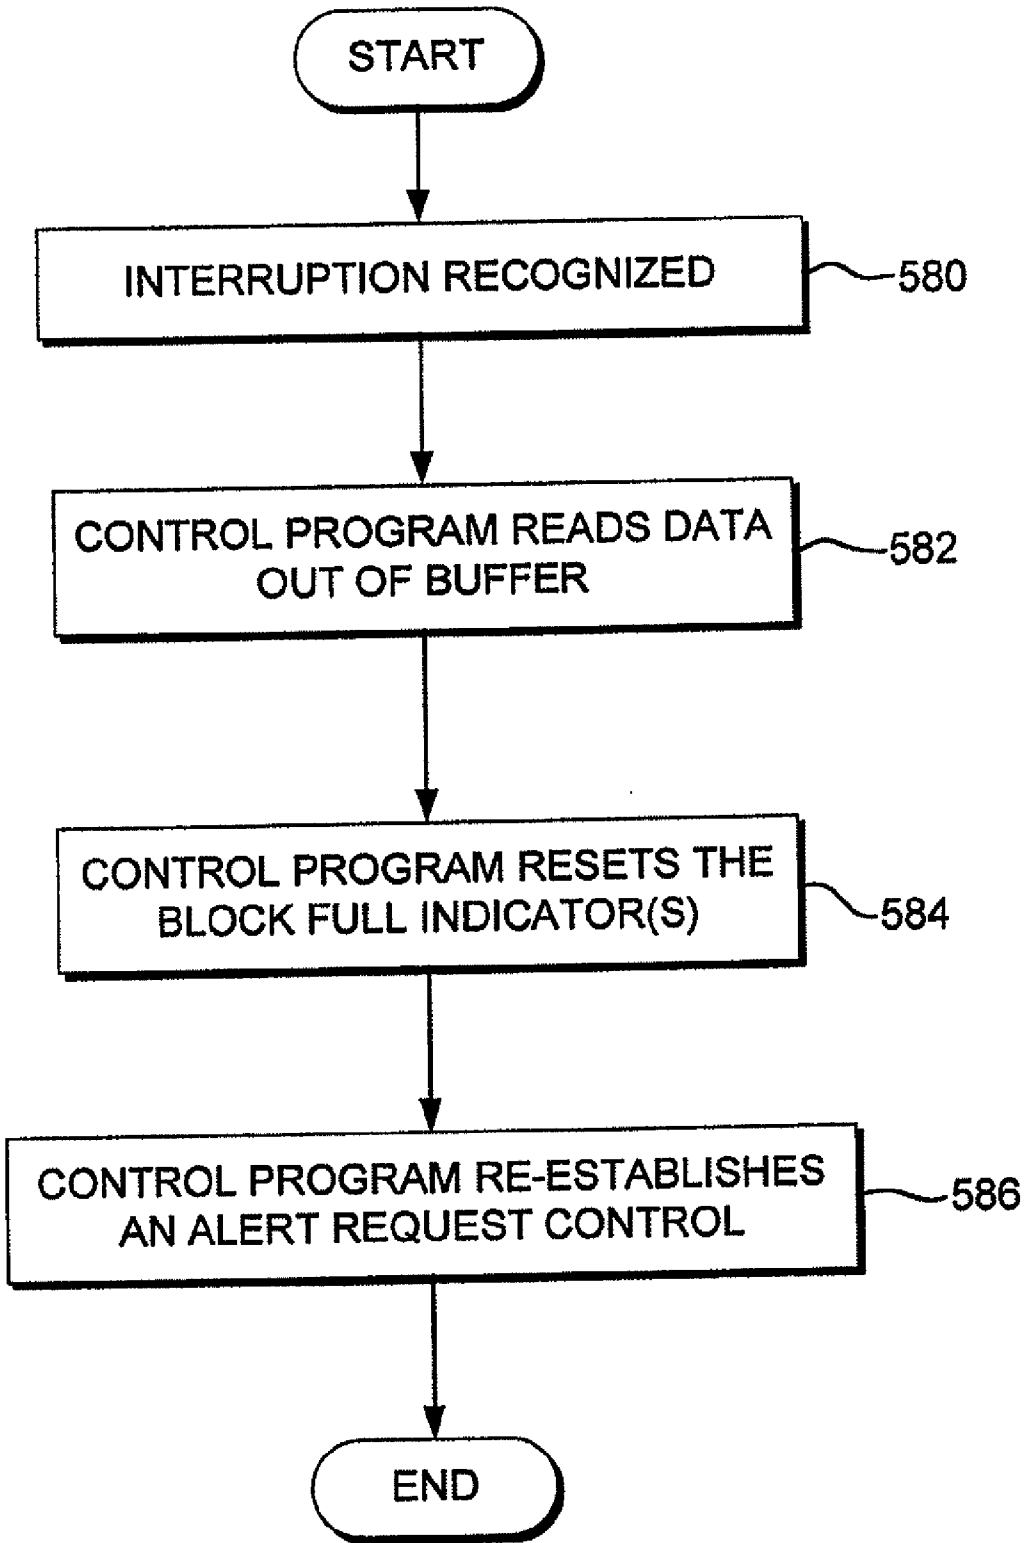 START
INTERRUPTION RECOGNIZED
580
CONTROL PROGRAM READS DATA
OUT OF BUFFER
582
CONTROL PROGRAM RESETS THE
BLOCK FULL INDICATOR(S)
584
CONTROL PROGRAM RE-ESTABLISHES
AN ALERT REQUEST CONTROL
586
END